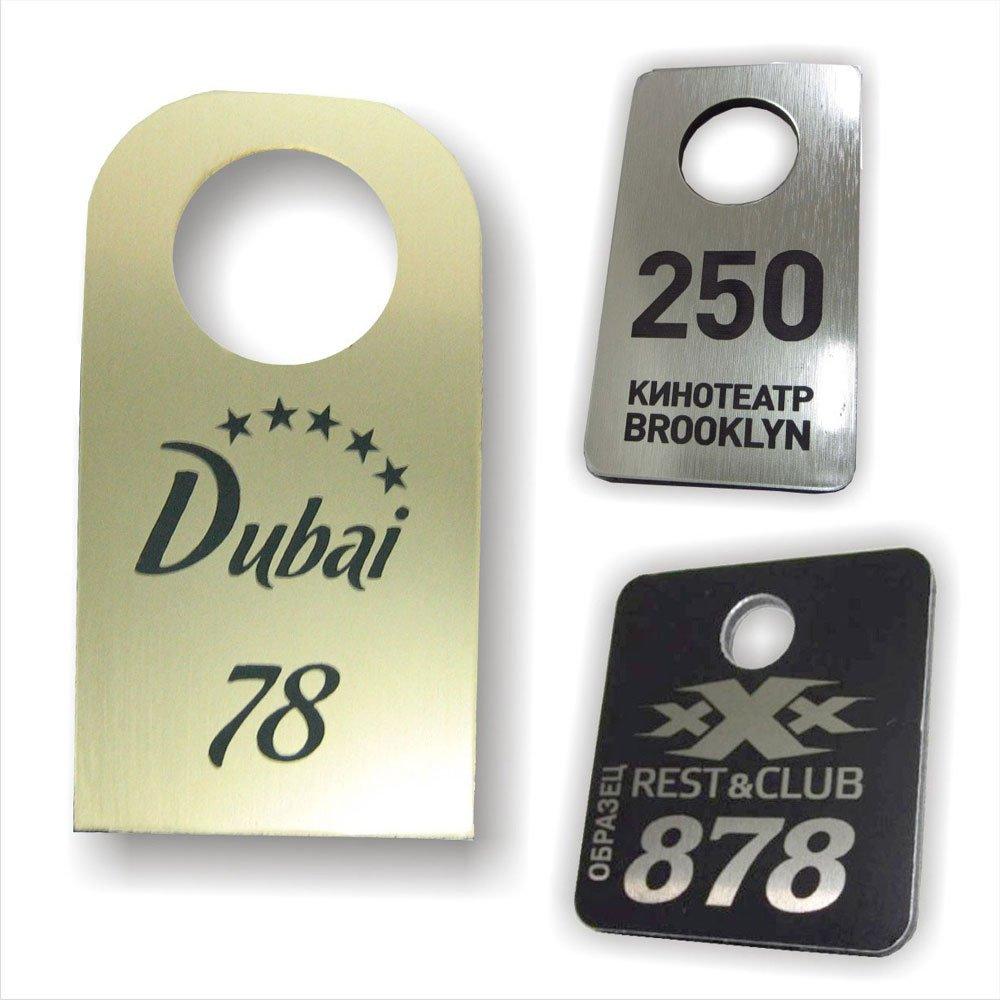 Dubai
78
250
КИНОТЕАТР
BROOKLYN
xXx
REST&CLUB
ОБРАЗЕЦ
878